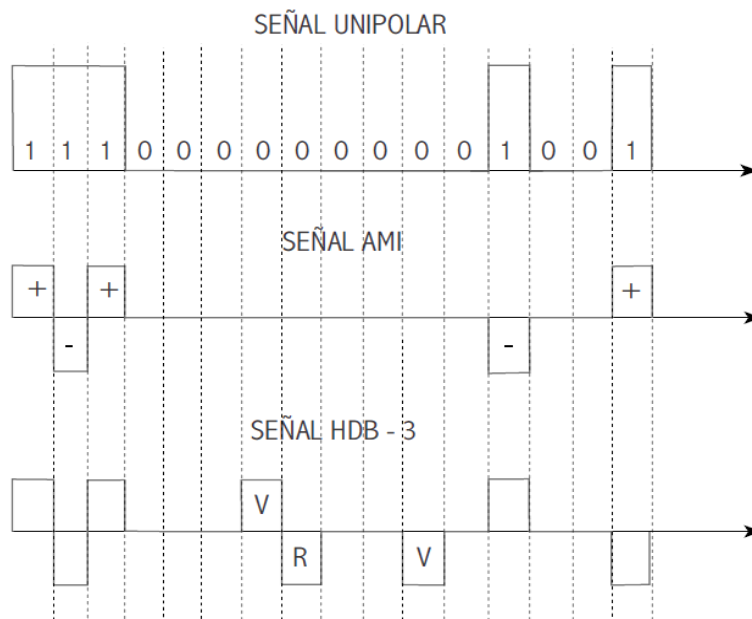 SEÑAL UNIPOLAR
1 1 1 0 0 0 0 0 0 0 0 0 1 0 0 1
SEÑAL AMI
+ + +
- -
SEÑAL HDB - 3
V
R V